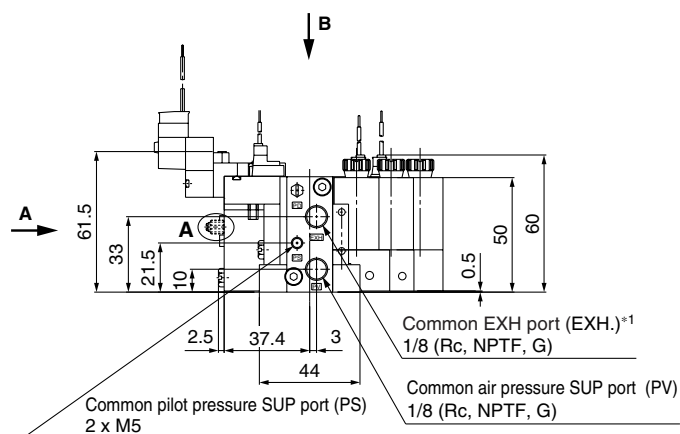 B
A
A
61.5
33
21.5
10
60
50
0.5
2.5
37.4
3
44
EXH
Common EXH port (EXH.)*1
1/8 (Rc, NPTF, G)
Common air pressure SUP port (PV)
1/8 (Rc, NPTF, G)
Common pilot pressure SUP port (PS)
2 x M5